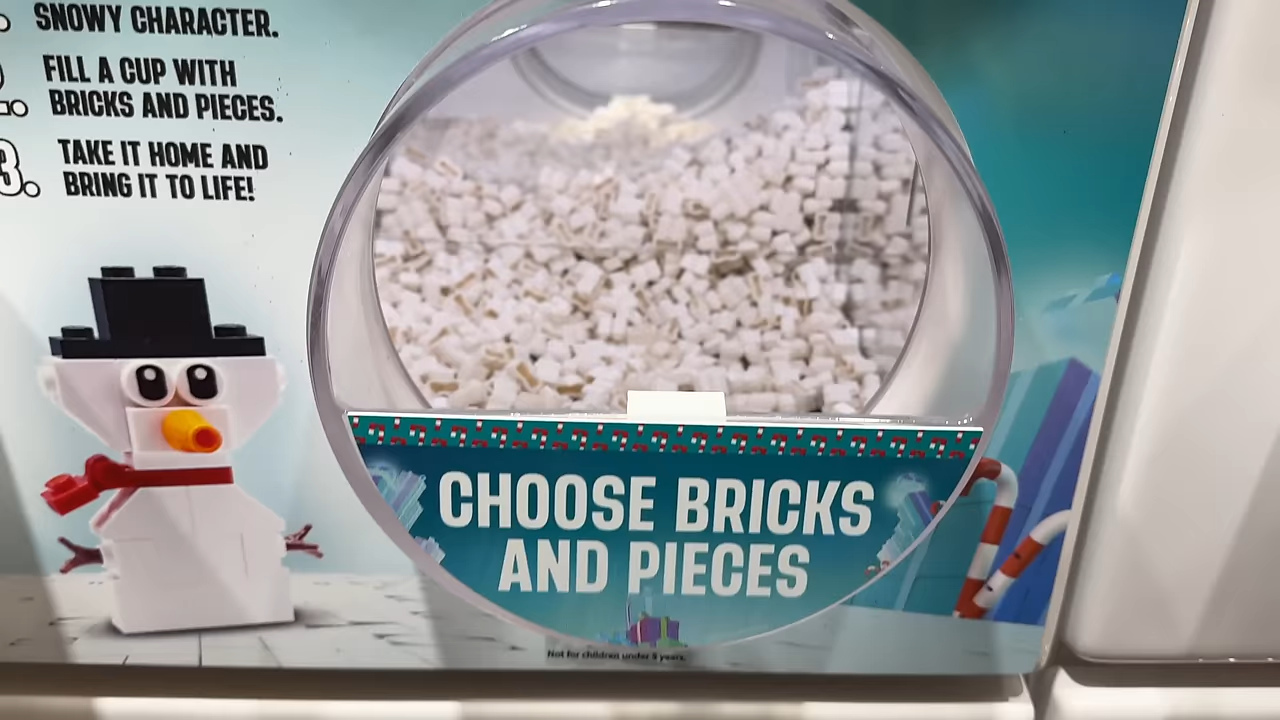 SNOWY CHARACTER.
FILL A CUP WITH
BRICKS AND PIECES.
3. TAKE IT HOME AND
BRING IT TO LIFE!
CHOOSE BRICKS
AND PIECES
Not for children under 5 years.